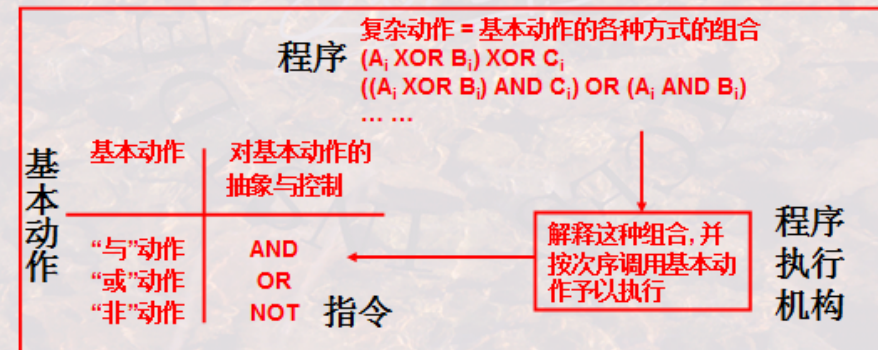 复杂动作 = 基本动作的各种方式的组合
程序 (Ai XOR Bi) XOR Ci
((Ai XOR Bi) AND Ci) OR (Ai AND Bi)
… …
基本动作
基本动作 对基本动作的
抽象与控制
“与”动作 AND
“或”动作 OR
“非”动作 NOT
指令
解释这种组合, 并
按次序调用基本动
作予以执行
程序
执行
机构